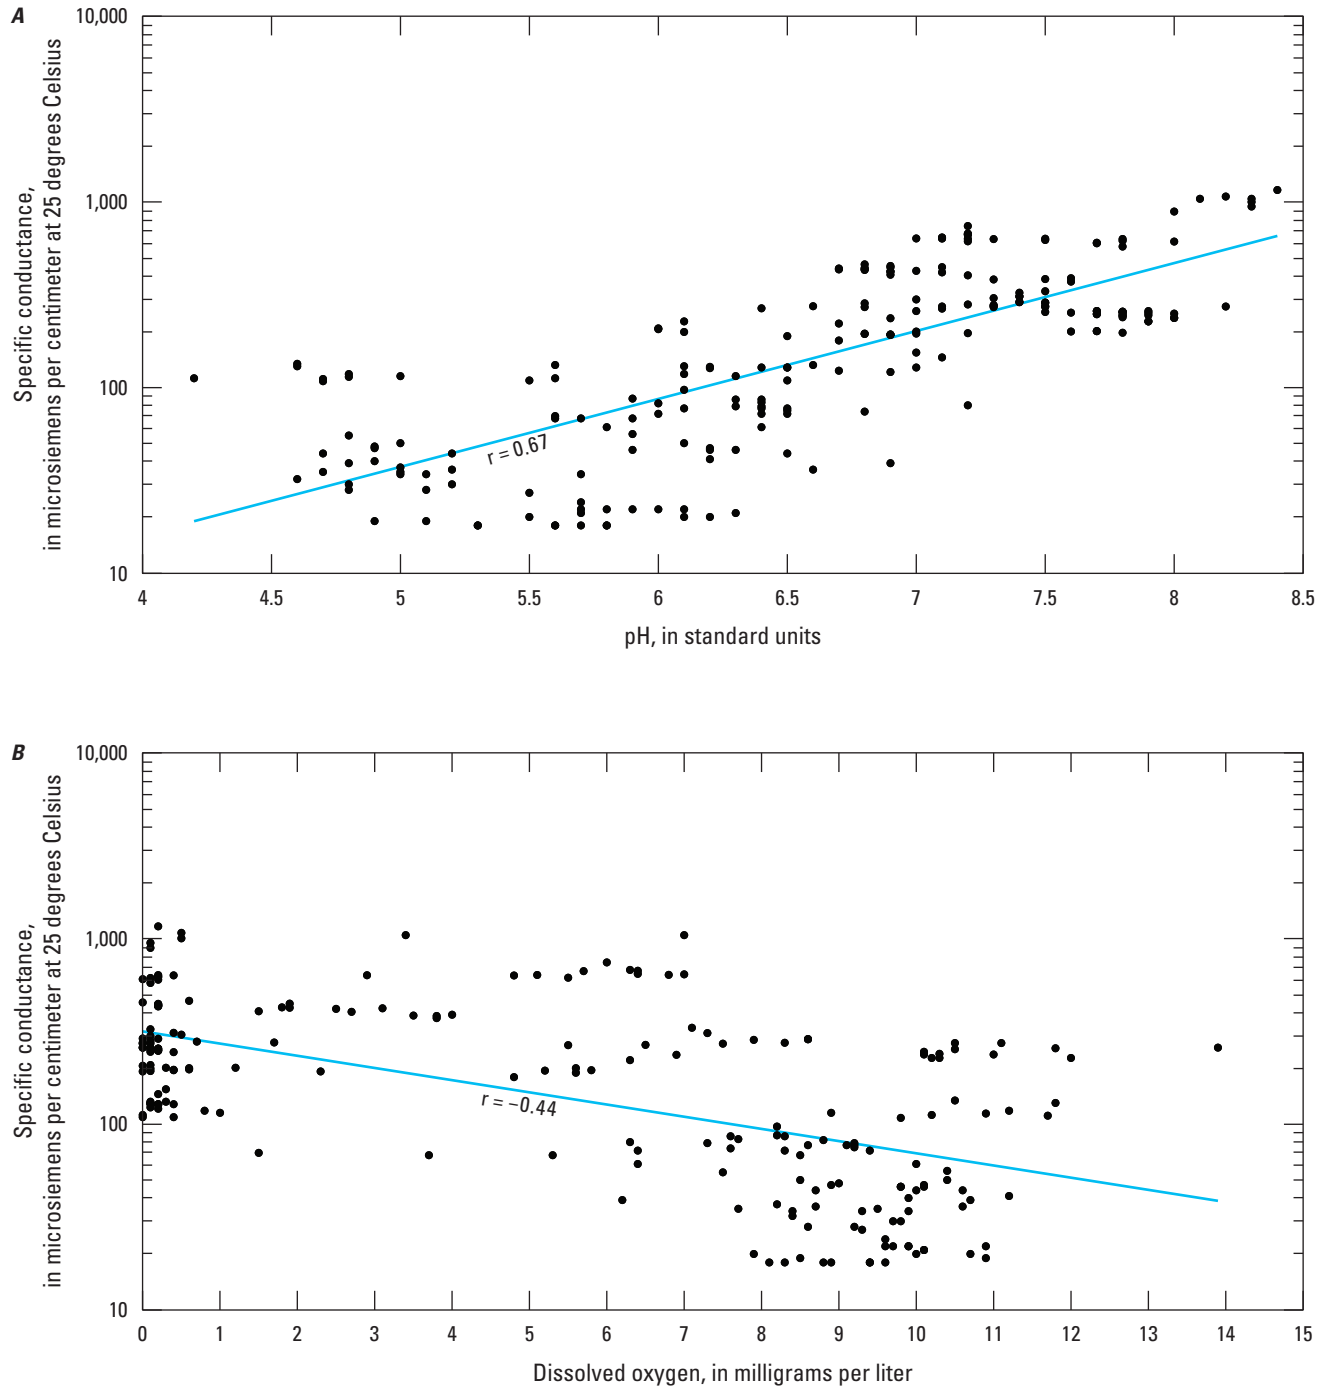 A
10,000
1,000
100
10
Specific conductance,
in microsiemens per centimeter at 25 degrees Celsius
r = 0.67
4 4.5 5 5.5 6 6.5 7 7.5 8 8.5
pH, in standard units
B
10,000
1,000
100
10
Specific conductance,
in microsiemens per centimeter at 25 degrees Celsius
r = −0.44
0 1 2 3 4 5 6 7 8 9 10 11 12 13 14 15
Dissolved oxygen, in milligrams per liter